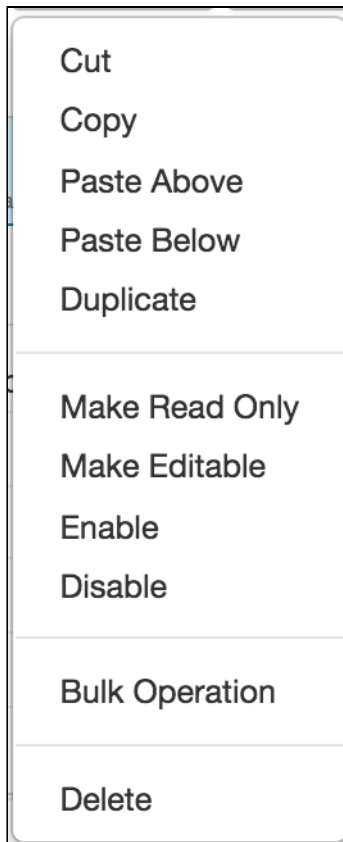 Cut
Copy
Paste Above
Paste Below
Duplicate
Make Read Only
Make Editable
Enable
Disable
Bulk Operation
Delete